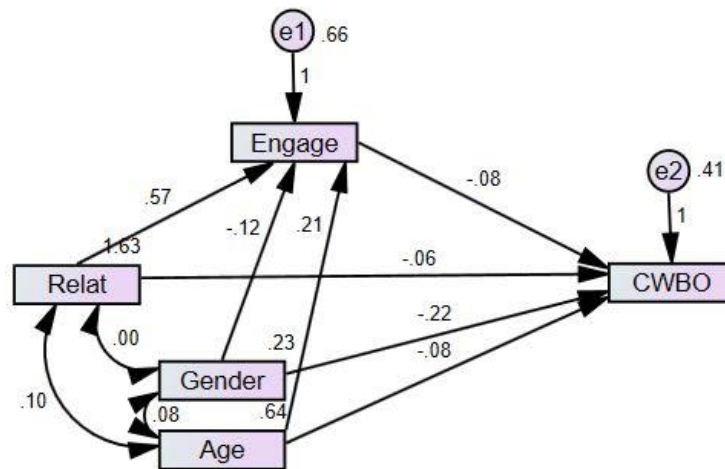 e1 .66
1
Engage
e2 .41
1
.57
-.12
.21
-.08
1.63
Relat
-.06
CWBO
.00
.23
-.22
Gender
-.08
.10
.08
.64
Age